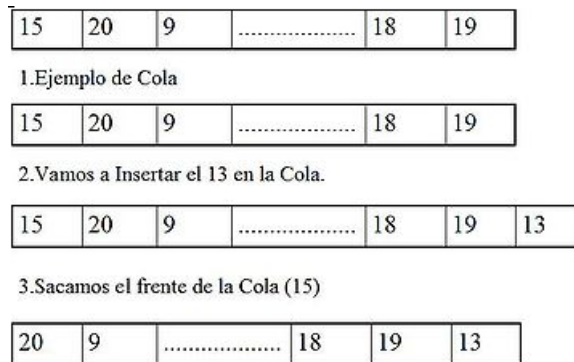 15 20 9 ................... 18 19
1.Ejemplo de Cola
15 20 9 ................... 18 19
2.Vamos a Insertar el 13 en la Cola.
15 20 9 ................... 18 19 13
3.Sacamos el frente de la Cola (15)
20 9 ................... 18 19 13